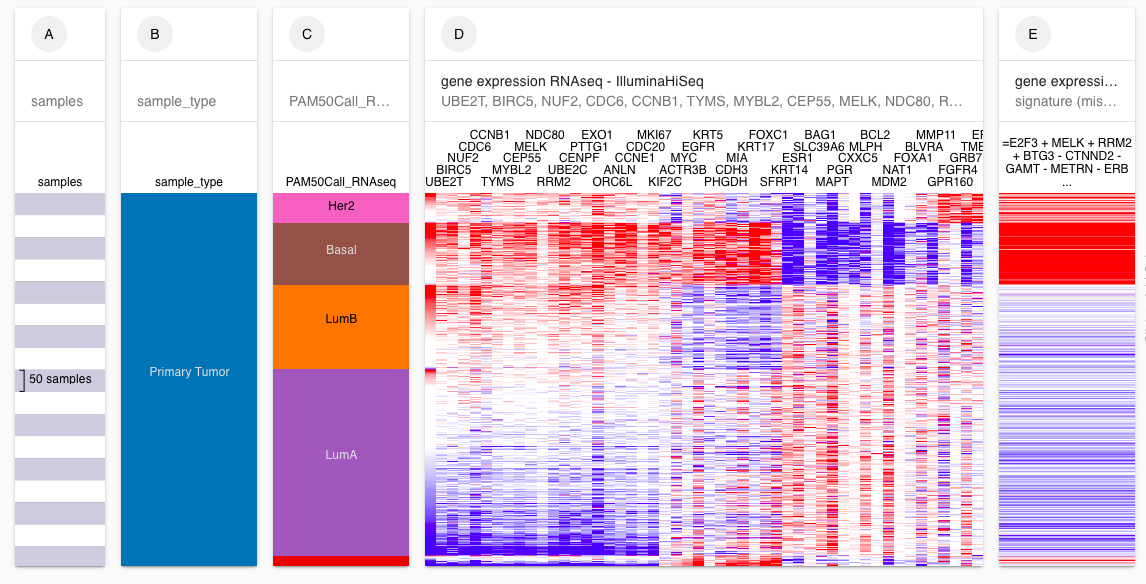 A
B
C
D
E
samples
sample_type
PAM50Call_R...
gene expression RNAseq - IlluminaHiSeq
UBE2T, BIRC5, NUF2, CDC6, CCNB1, TYMS, MYBL2, CEP55, MELK, NDC80, R...
gene expressi...
signature (mis...
samples
sample_type
PAM50Call_RNAseq
CCNB1 NDC80 EXO1 MKI67 KRT5 FOXC1 BAG1 BCL2 MMP11
CDC6 MELK PTTG1 CDC20 EGFR KRT17 SLC39A6 MLPH BLVRA
NUF2 CEP55 CENPF CCNE1 MYC MIA ESR1 CXXC5 FOXA1 GRB7
BIRC5 MYBL2 UBE2C ANLN ACTR3B CDH3 KRT14 PGR NAT1 FGFR4
UBE2T TYMS RRM2 ORC6L KIF2C PHGDH SFRP1 MAPT MDM2 GPR160
=E2F3 + MELK + RRM2
+ BTG3 - CTNND2 -
GAMT - METRN - ERB
...
Her2
Basal
LumB
Primary Tumor
50 samples
LumA